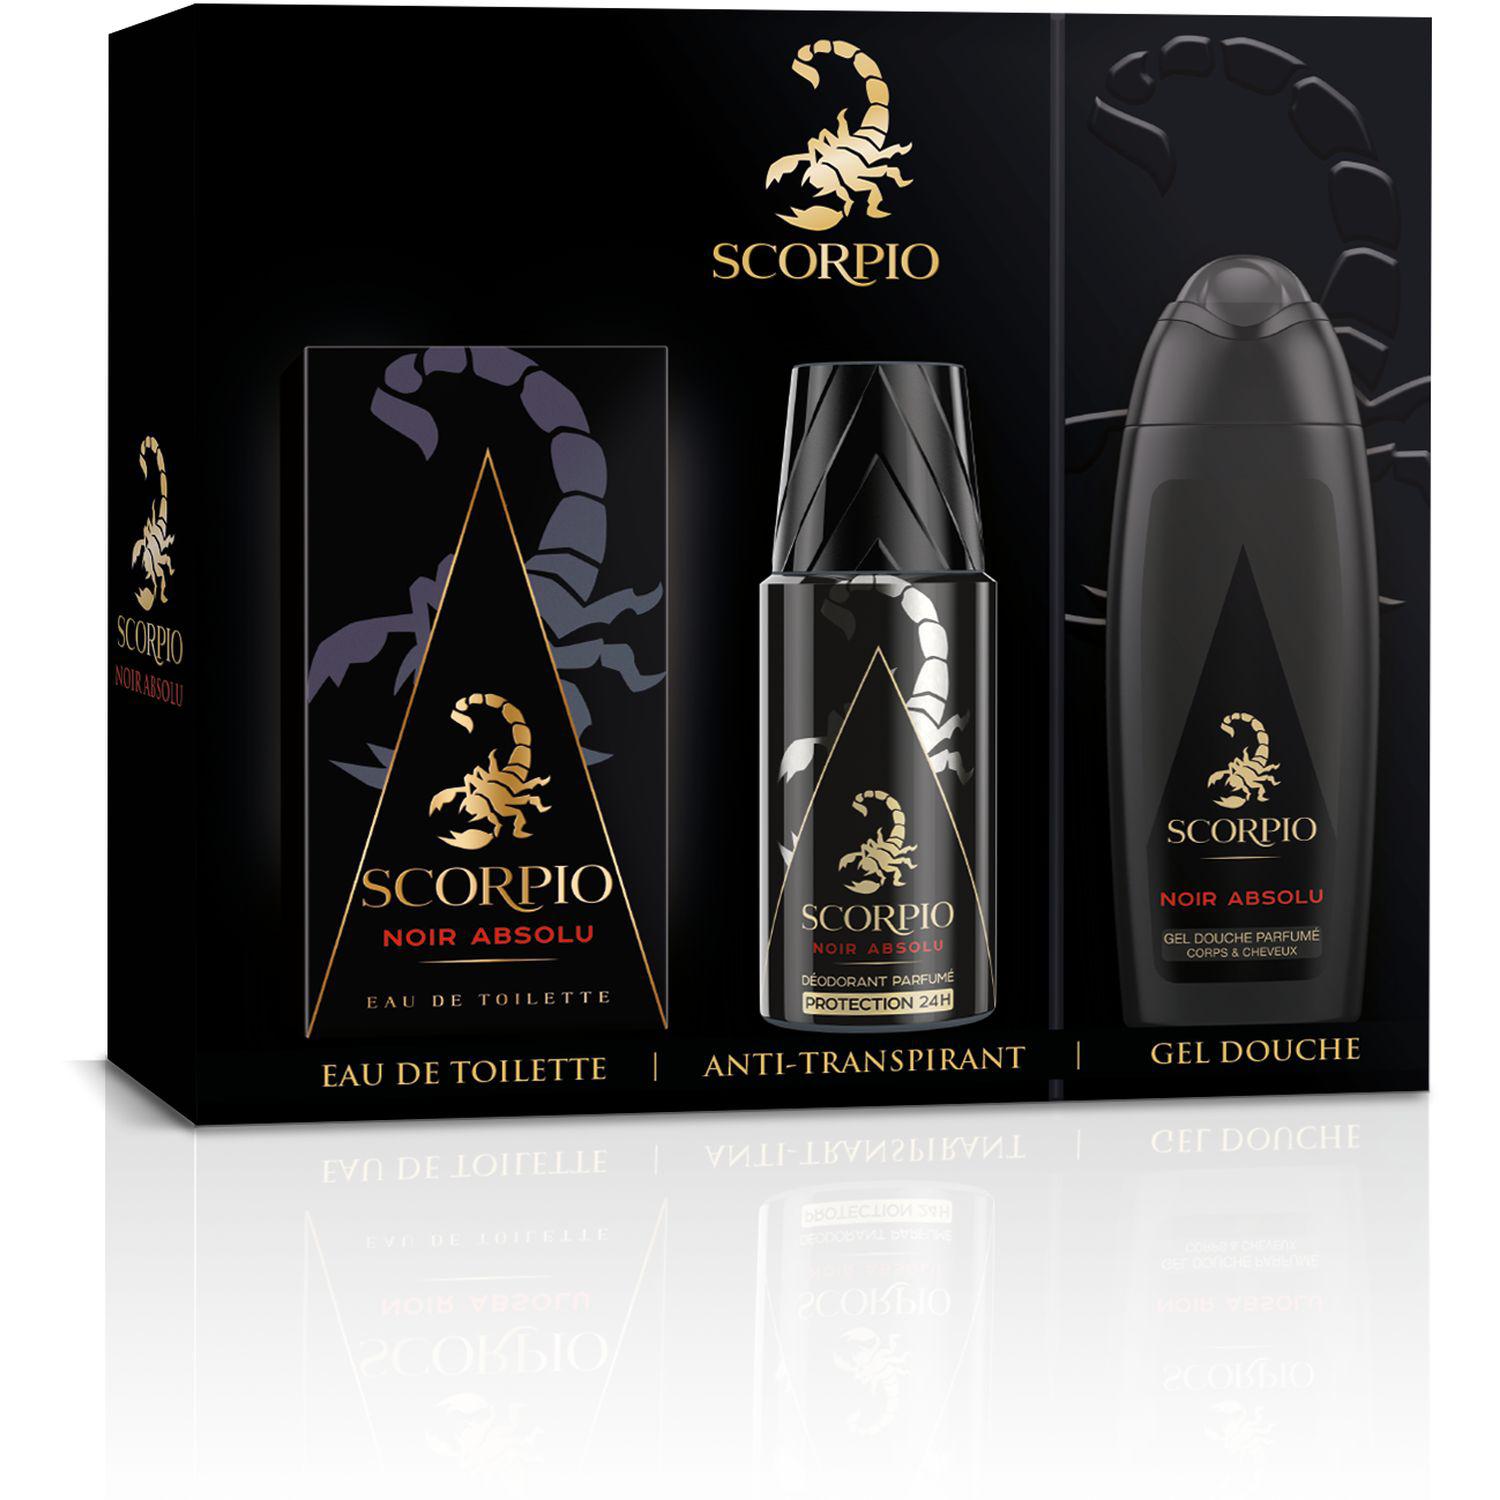 SCORPIO
SCORPIO
NOIR ABSOLU
SCORPIO
NOIR ABSOLU
EAU DE TOILETTE
SCORPIO
NOIR ABSOLU
DÉODORANT PARFUMÉ
PROTECTION 24H
SCORPIO
NOIR ABSOLU
GEL DOUCHE PARFUMÉ
CORPS & CHEVEUX
EAU DE TOILETTE | ANTI-TRANSPIRANT | GEL DOUCHE